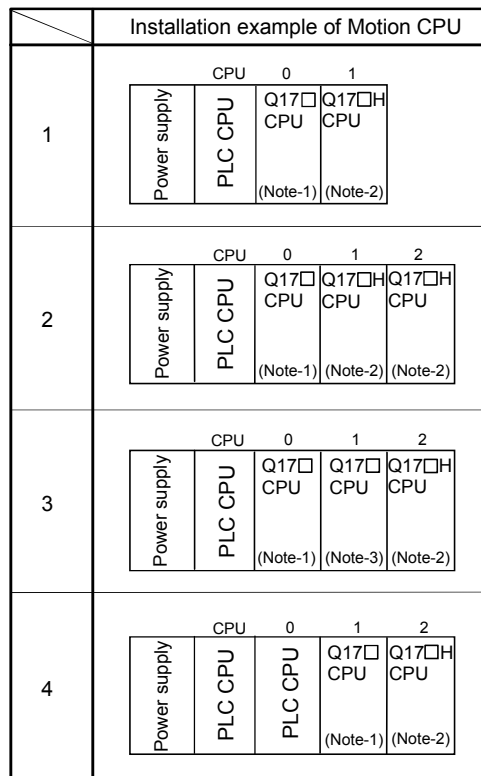 Installation example of Motion CPU
1
CPU 0 1
Power supply
PLC CPU
Q17□ CPU (Note-1)
Q17□H CPU (Note-2)
2
CPU 0 1 2
Power supply
PLC CPU
Q17□ CPU (Note-1)
Q17□H CPU (Note-2)
Q17□H CPU (Note-2)
3
CPU 0 1 2
Power supply
PLC CPU
Q17□ CPU (Note-1)
Q17□ CPU (Note-3)
Q17□H CPU (Note-2)
4
CPU 0 1 2
Power supply
PLC CPU
PLC CPU
Q17□ CPU (Note-1)
Q17□H CPU (Note-2)